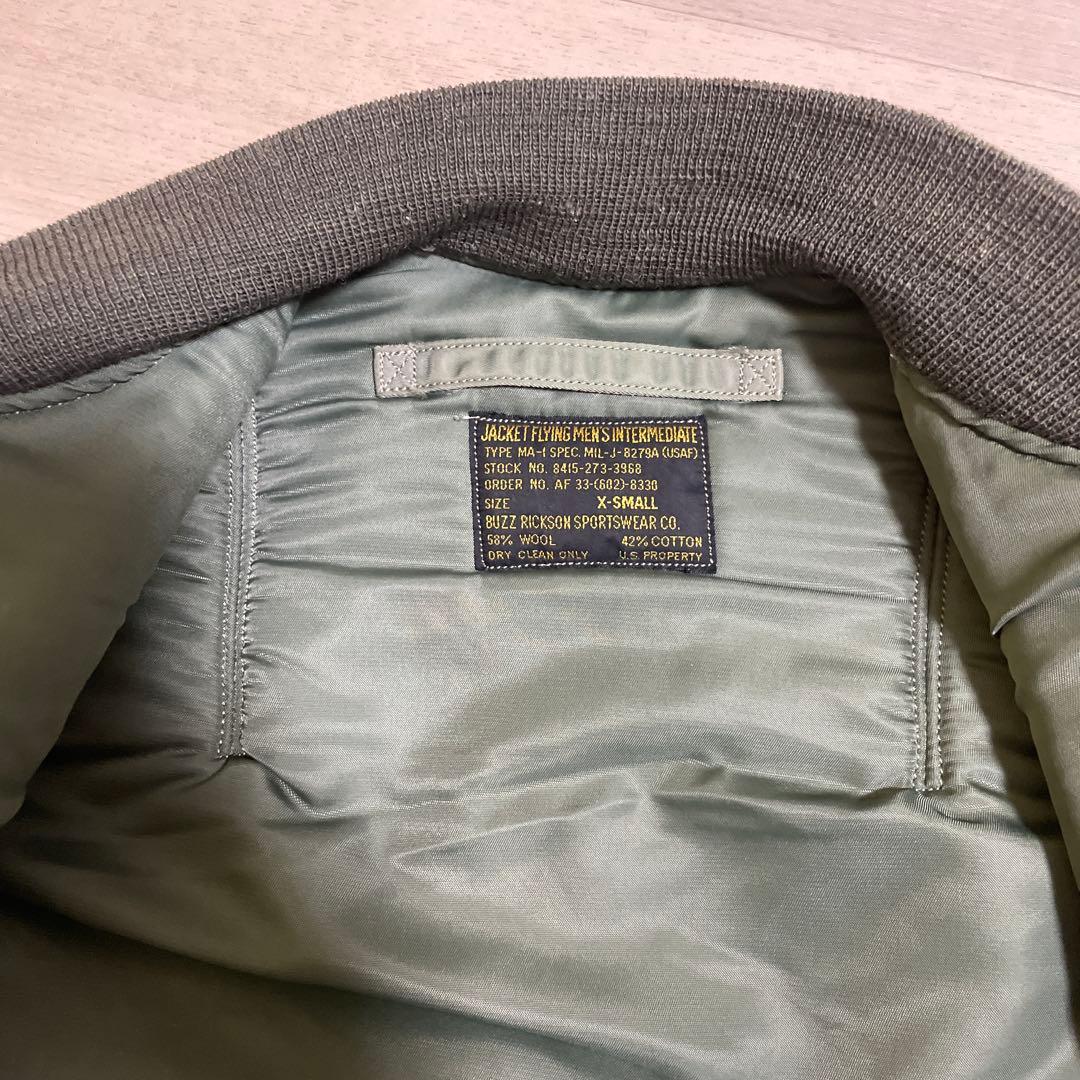 JACKET FLYING MEN'S INTERMEDIATE
TYPE MA-1 SPEC. MIL-J-8279A (USAF)
STOCK NO. 8415-273-3968
ORDER NO. AF 33-(602)-8330
SIZE X-SMALL
BUZZ RICKSON SPORTSWEAR CO.
58% WOOL 42% COTTON
DRY CLEAN ONLY U.S. PROPERTY